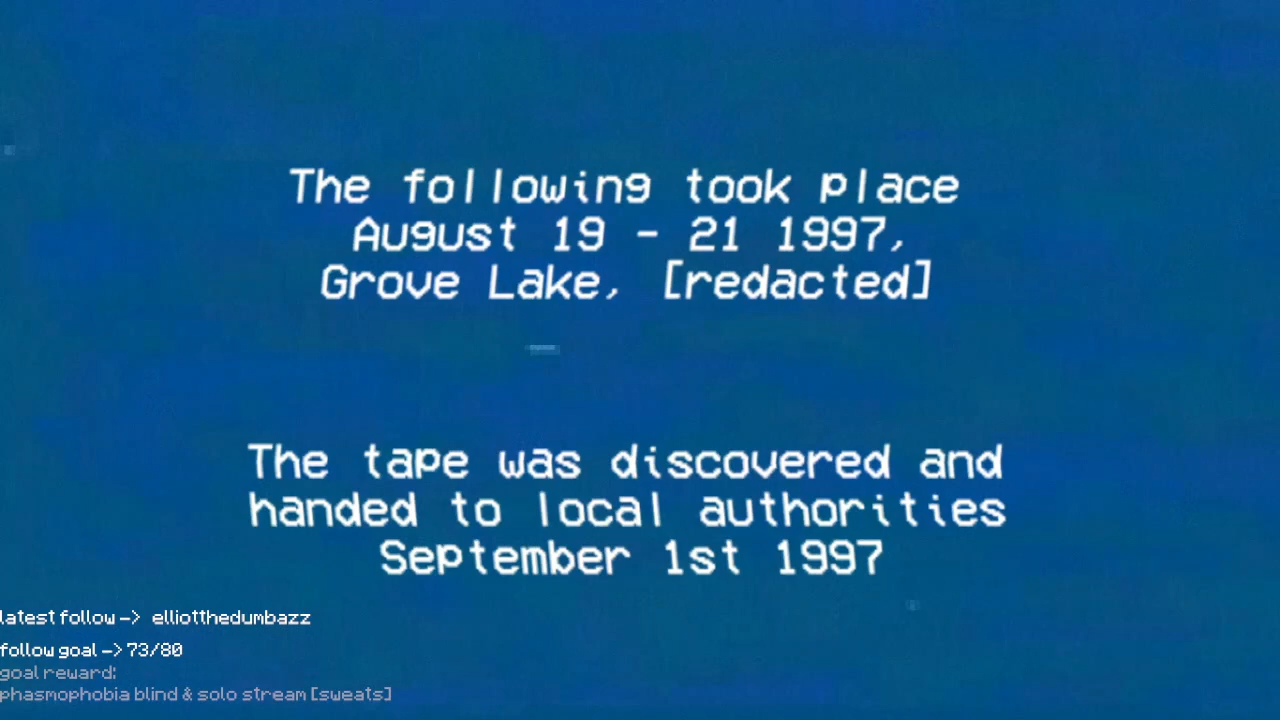 The following took place
August 19 - 21 1997,
Grove Lake, [redacted]
The tape was discovered and
handed to local authorities
September 1st 1997
latest follow -> elliotthedumbazz
follow goal -> 73/80
goal reward:
phasmophobia blind & solo stream [sweats]